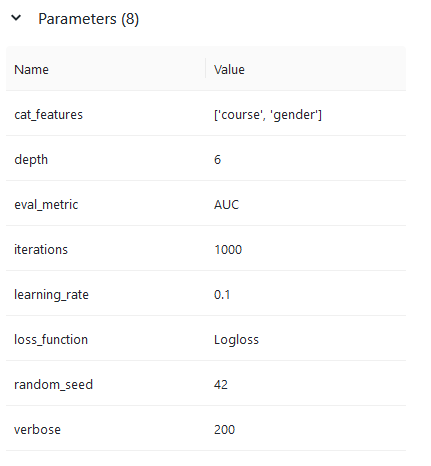 Parameters (8)
Name Value
cat_features ['course', 'gender']
depth 6
eval_metric AUC
iterations 1000
learning_rate 0.1
loss_function Logloss
random_seed 42
verbose 200